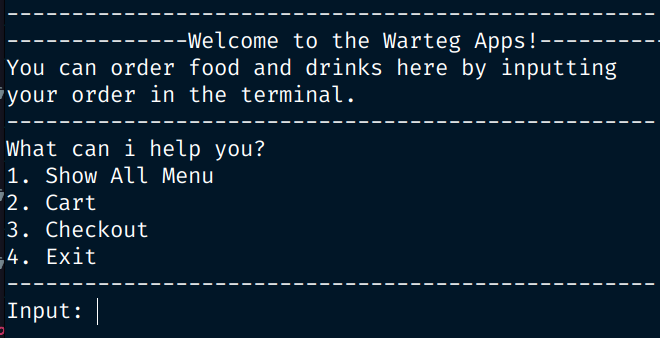 --------------------------------------------------
--------------Welcome to the Warteg Apps!----------
You can order food and drinks here by inputting
your order in the terminal.
--------------------------------------------------
What can i help you?
1. Show All Menu
2. Cart
3. Checkout
4. Exit
--------------------------------------------------
Input: